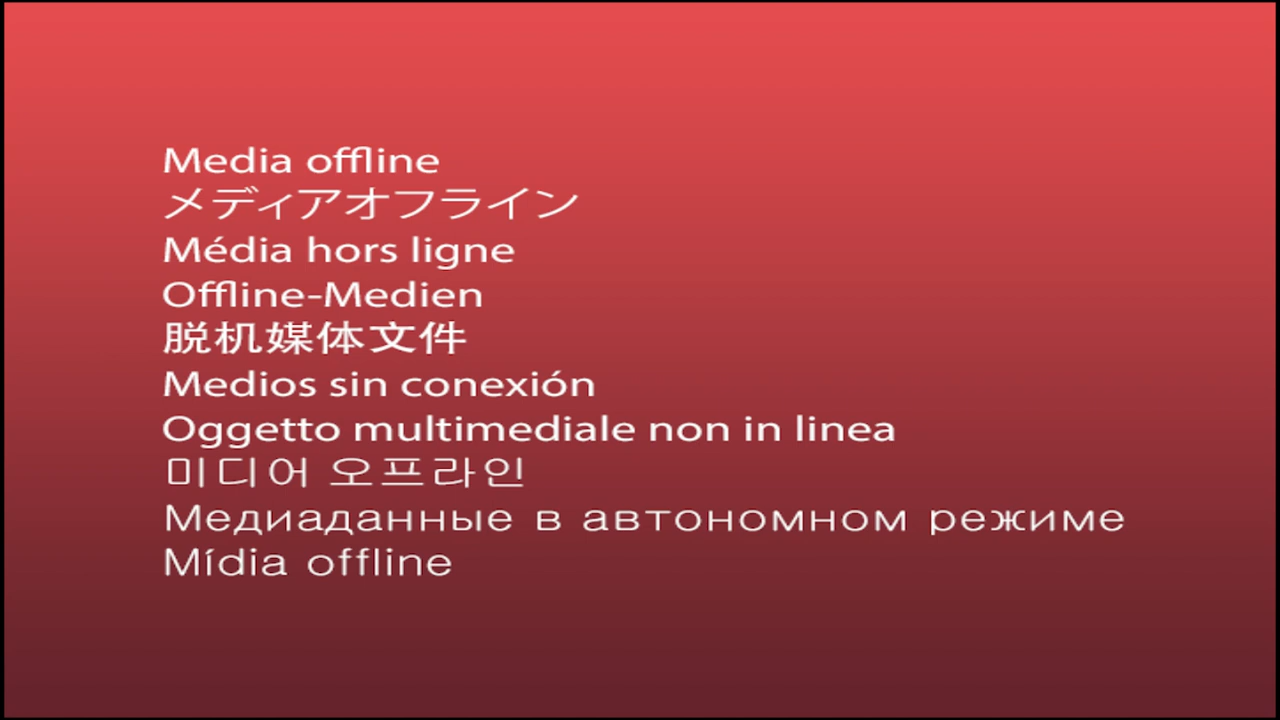 Media offline
メディアオフライン
Média hors ligne
Offline-Medien
脱机媒体文件
Medios sin conexión
Oggetto multimediale non in linea
미디어 오프라인
Медиаданные в автономном режиме
Mídia offline